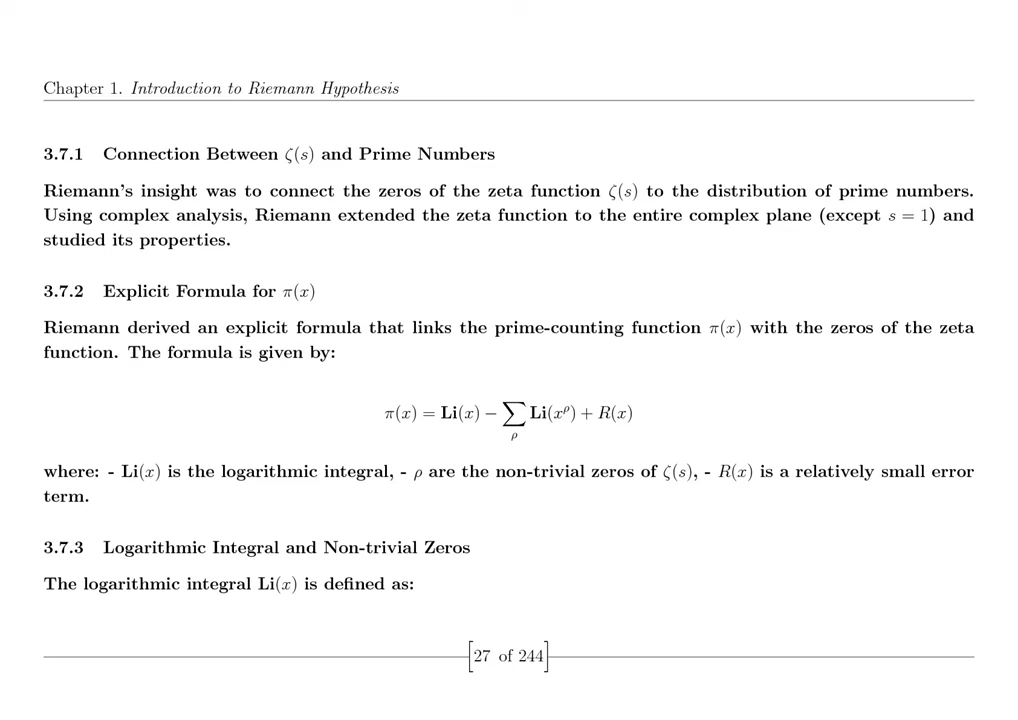 Chapter 1. Introduction to Riemann Hypothesis
3.7.1 Connection Between ζ(s) and Prime Numbers
Riemann's insight was to connect the zeros of the zeta function ζ(s) to the distribution of prime numbers.
Using complex analysis, Riemann extended the zeta function to the entire complex plane (except s = 1) and
studied its properties.
3.7.2 Explicit Formula for π(x)
Riemann derived an explicit formula that links the prime-counting function π(x) with the zeros of the zeta
function. The formula is given by:
π(x) = Li(x) − ∑ρ Li(x^ρ) + R(x)
where: - Li(x) is the logarithmic integral, - ρ are the non-trivial zeros of ζ(s), - R(x) is a relatively small error
term.
3.7.3 Logarithmic Integral and Non-trivial Zeros
The logarithmic integral Li(x) is defined as:
[27 of 244]